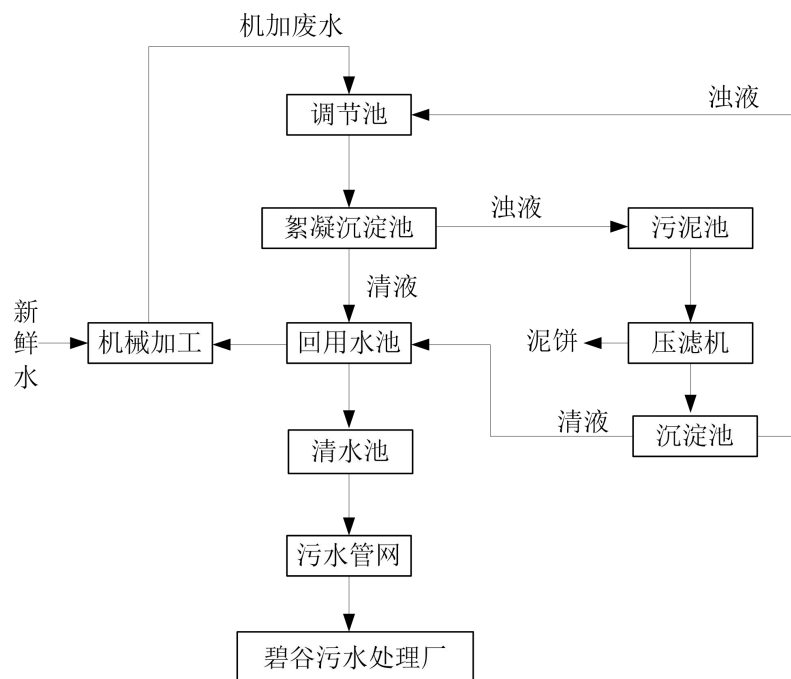 机加废水
调节池
浊液
絮凝沉淀池
浊液
污泥池
清液
新
鲜
水
机械加工
回用水池
泥饼
压滤机
清液
沉淀池
清水池
污水管网
碧谷污水处理厂